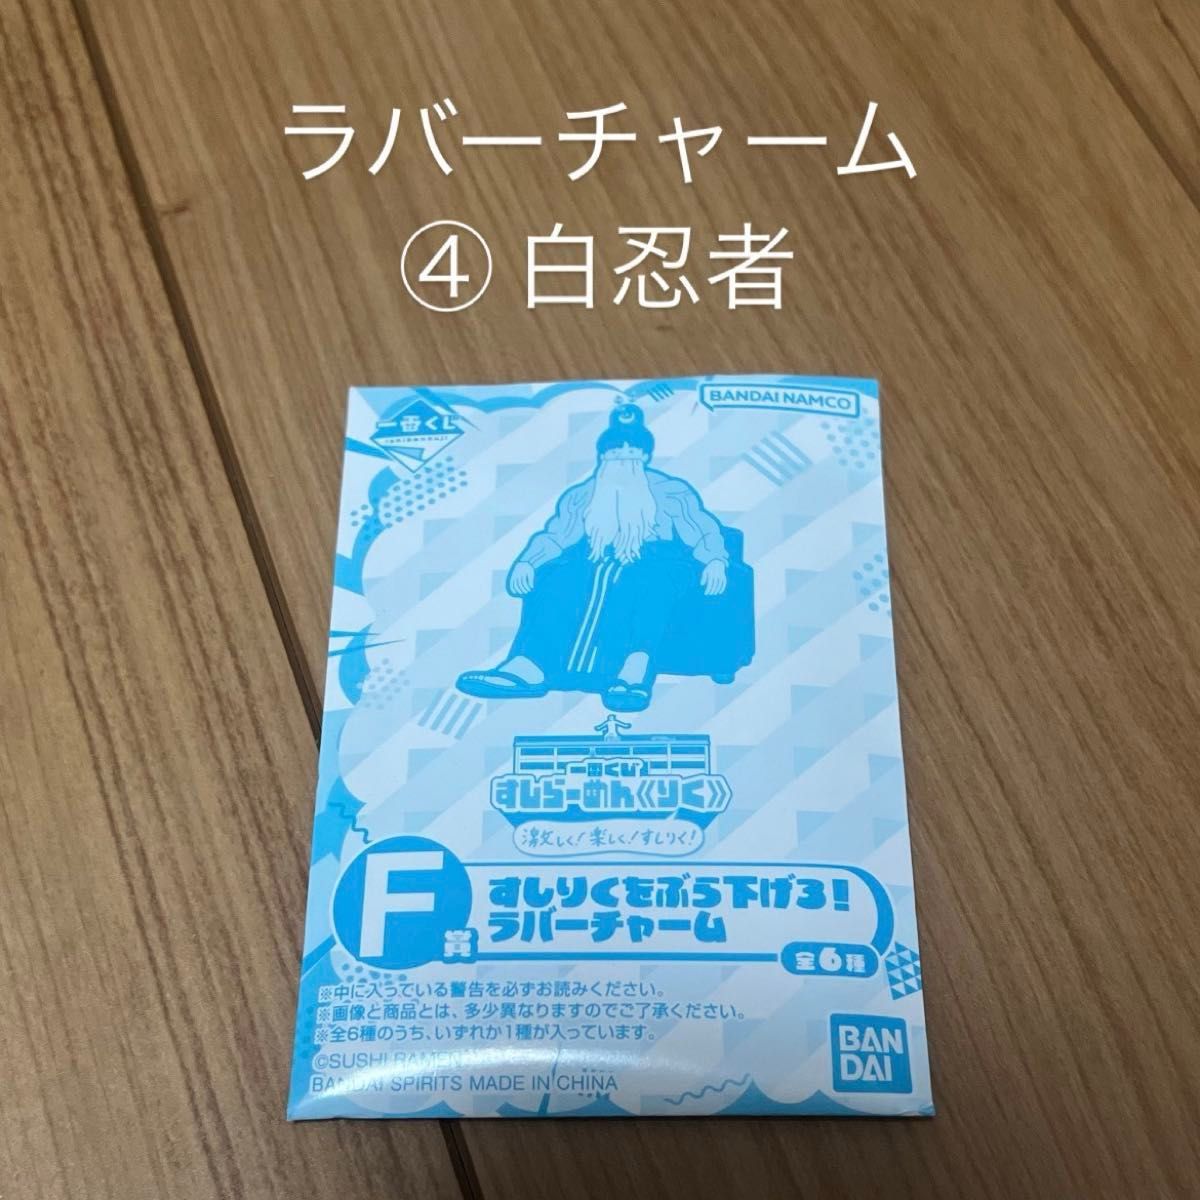 ラバーチャーム
④ 白忍者
一番くじ
ichibankuji
BANDAI NAMCO
一番くじ
すしらーめん《りく》
激しく!楽しく!すしりく!
F賞
すしりくをぶら下げろ!
ラバーチャーム
全6種
※中に入っている警告を必ずお読みください。
※画像と商品とは、多少異なりますのでご了承ください。
※全6種のうち、いずれか1種が入っています。
©SUSHI RAMEN
BANDAI SPIRITS MADE IN CHINA
BAN
DAI